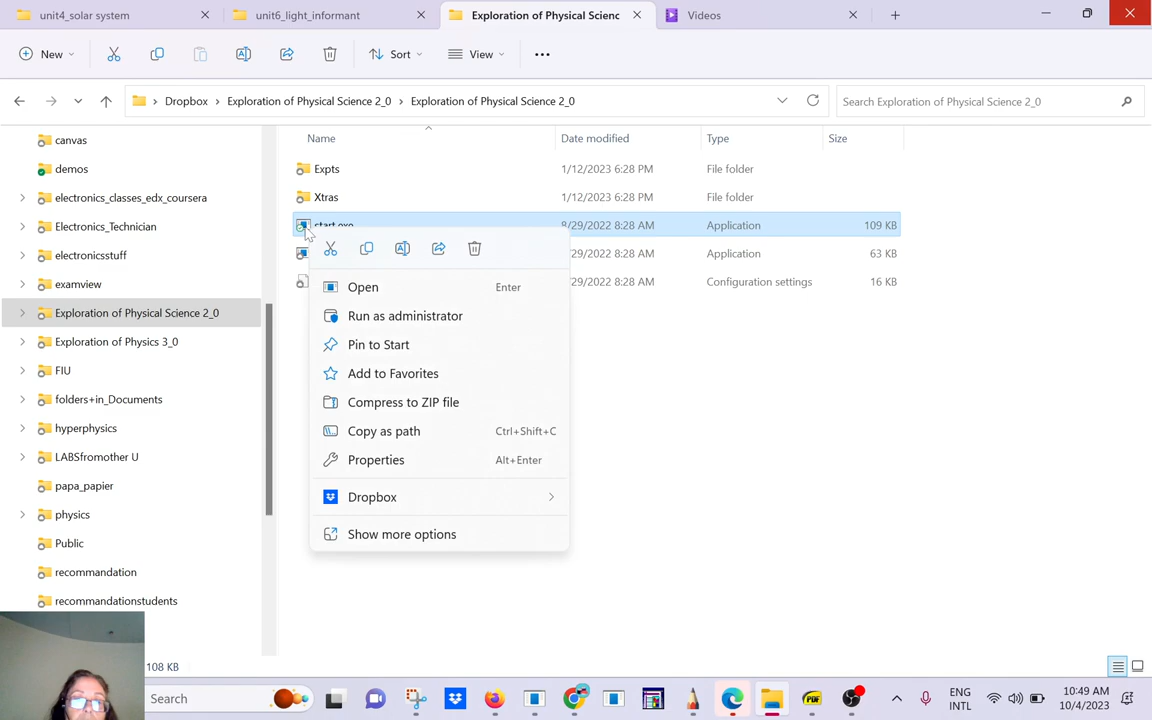 unit4_solar system
unit6_light_informant
Exploration of Physical Scienc
Videos
New
Sort
View
Dropbox > Exploration of Physical Science 2_0 > Exploration of Physical Science 2_0
Search Exploration of Physical Science 2_0
Name Date modified Type Size
canvas
demos
electronics_classes_edx_coursera
Electronics_Technician
electronicsstuff
examview
Exploration of Physical Science 2_0
Exploration of Physics 3_0
FIU
folders+in_Documents
hyperphysics
LABSfromother U
papa_papier
physics
Public
recommandation
recommandationstudents
Expts 1/12/2023 6:28 PM File folder
Xtras 1/12/2023 6:28 PM File folder
start.exe 8/29/2022 8:28 AM Application 109 KB
/29/2022 8:28 AM Application 63 KB
/29/2022 8:28 AM Configuration settings 16 KB
Open Enter
Run as administrator
Pin to Start
Add to Favorites
Compress to ZIP file
Copy as path Ctrl+Shift+C
Properties Alt+Enter
Dropbox
Show more options
108 KB
Search
ENG
INTL
10:49 AM
10/4/2023